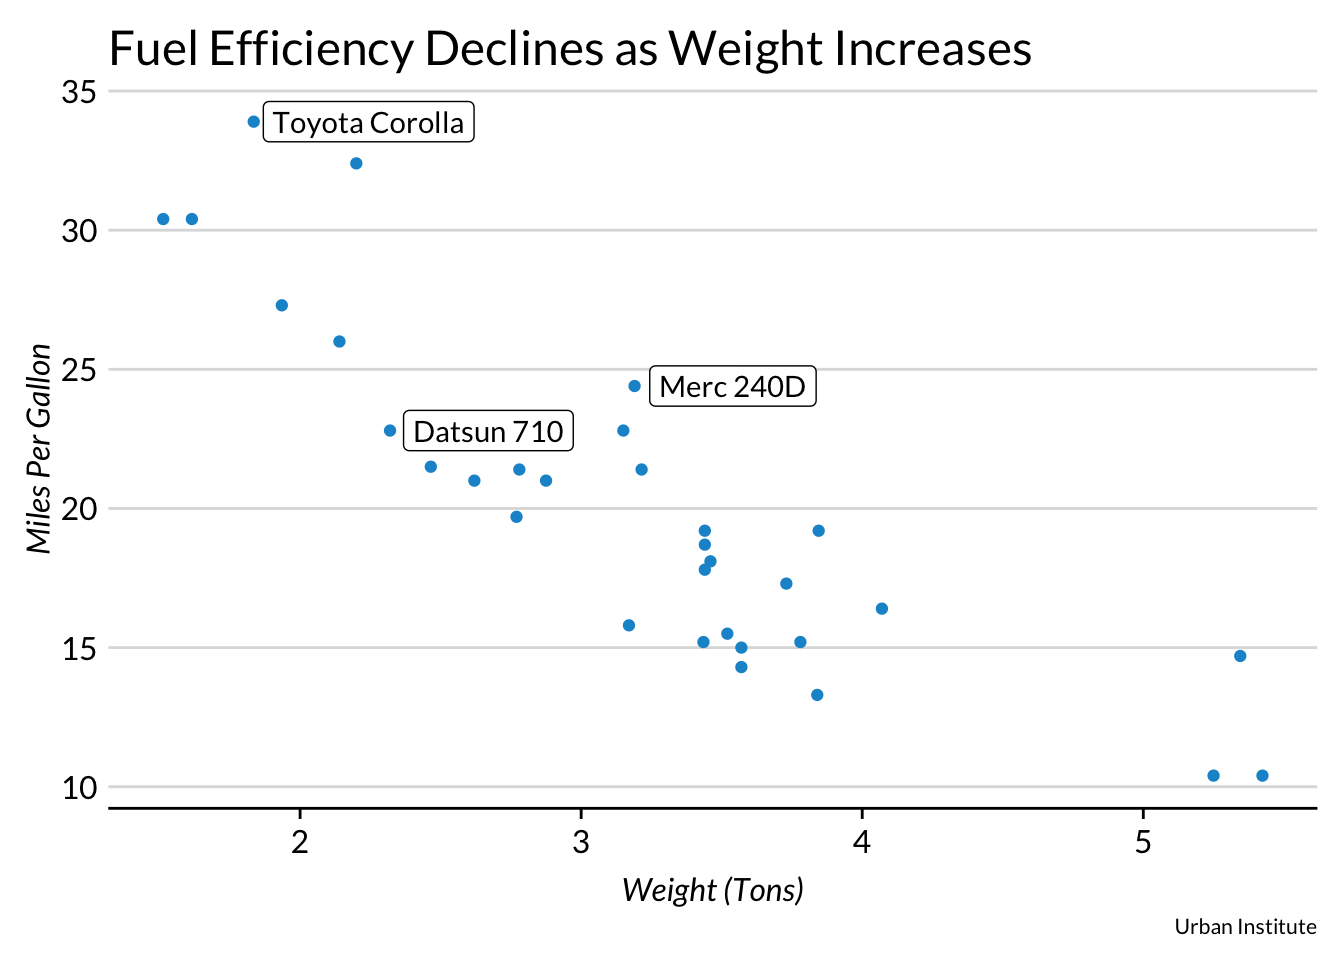 Fuel Efficiency Declines as Weight Increases
35
Toyota Corolla
30
25
Merc 240D
Datsun 710
20
15
10
Miles Per Gallon
2 3 4 5
Weight (Tons)
Urban Institute